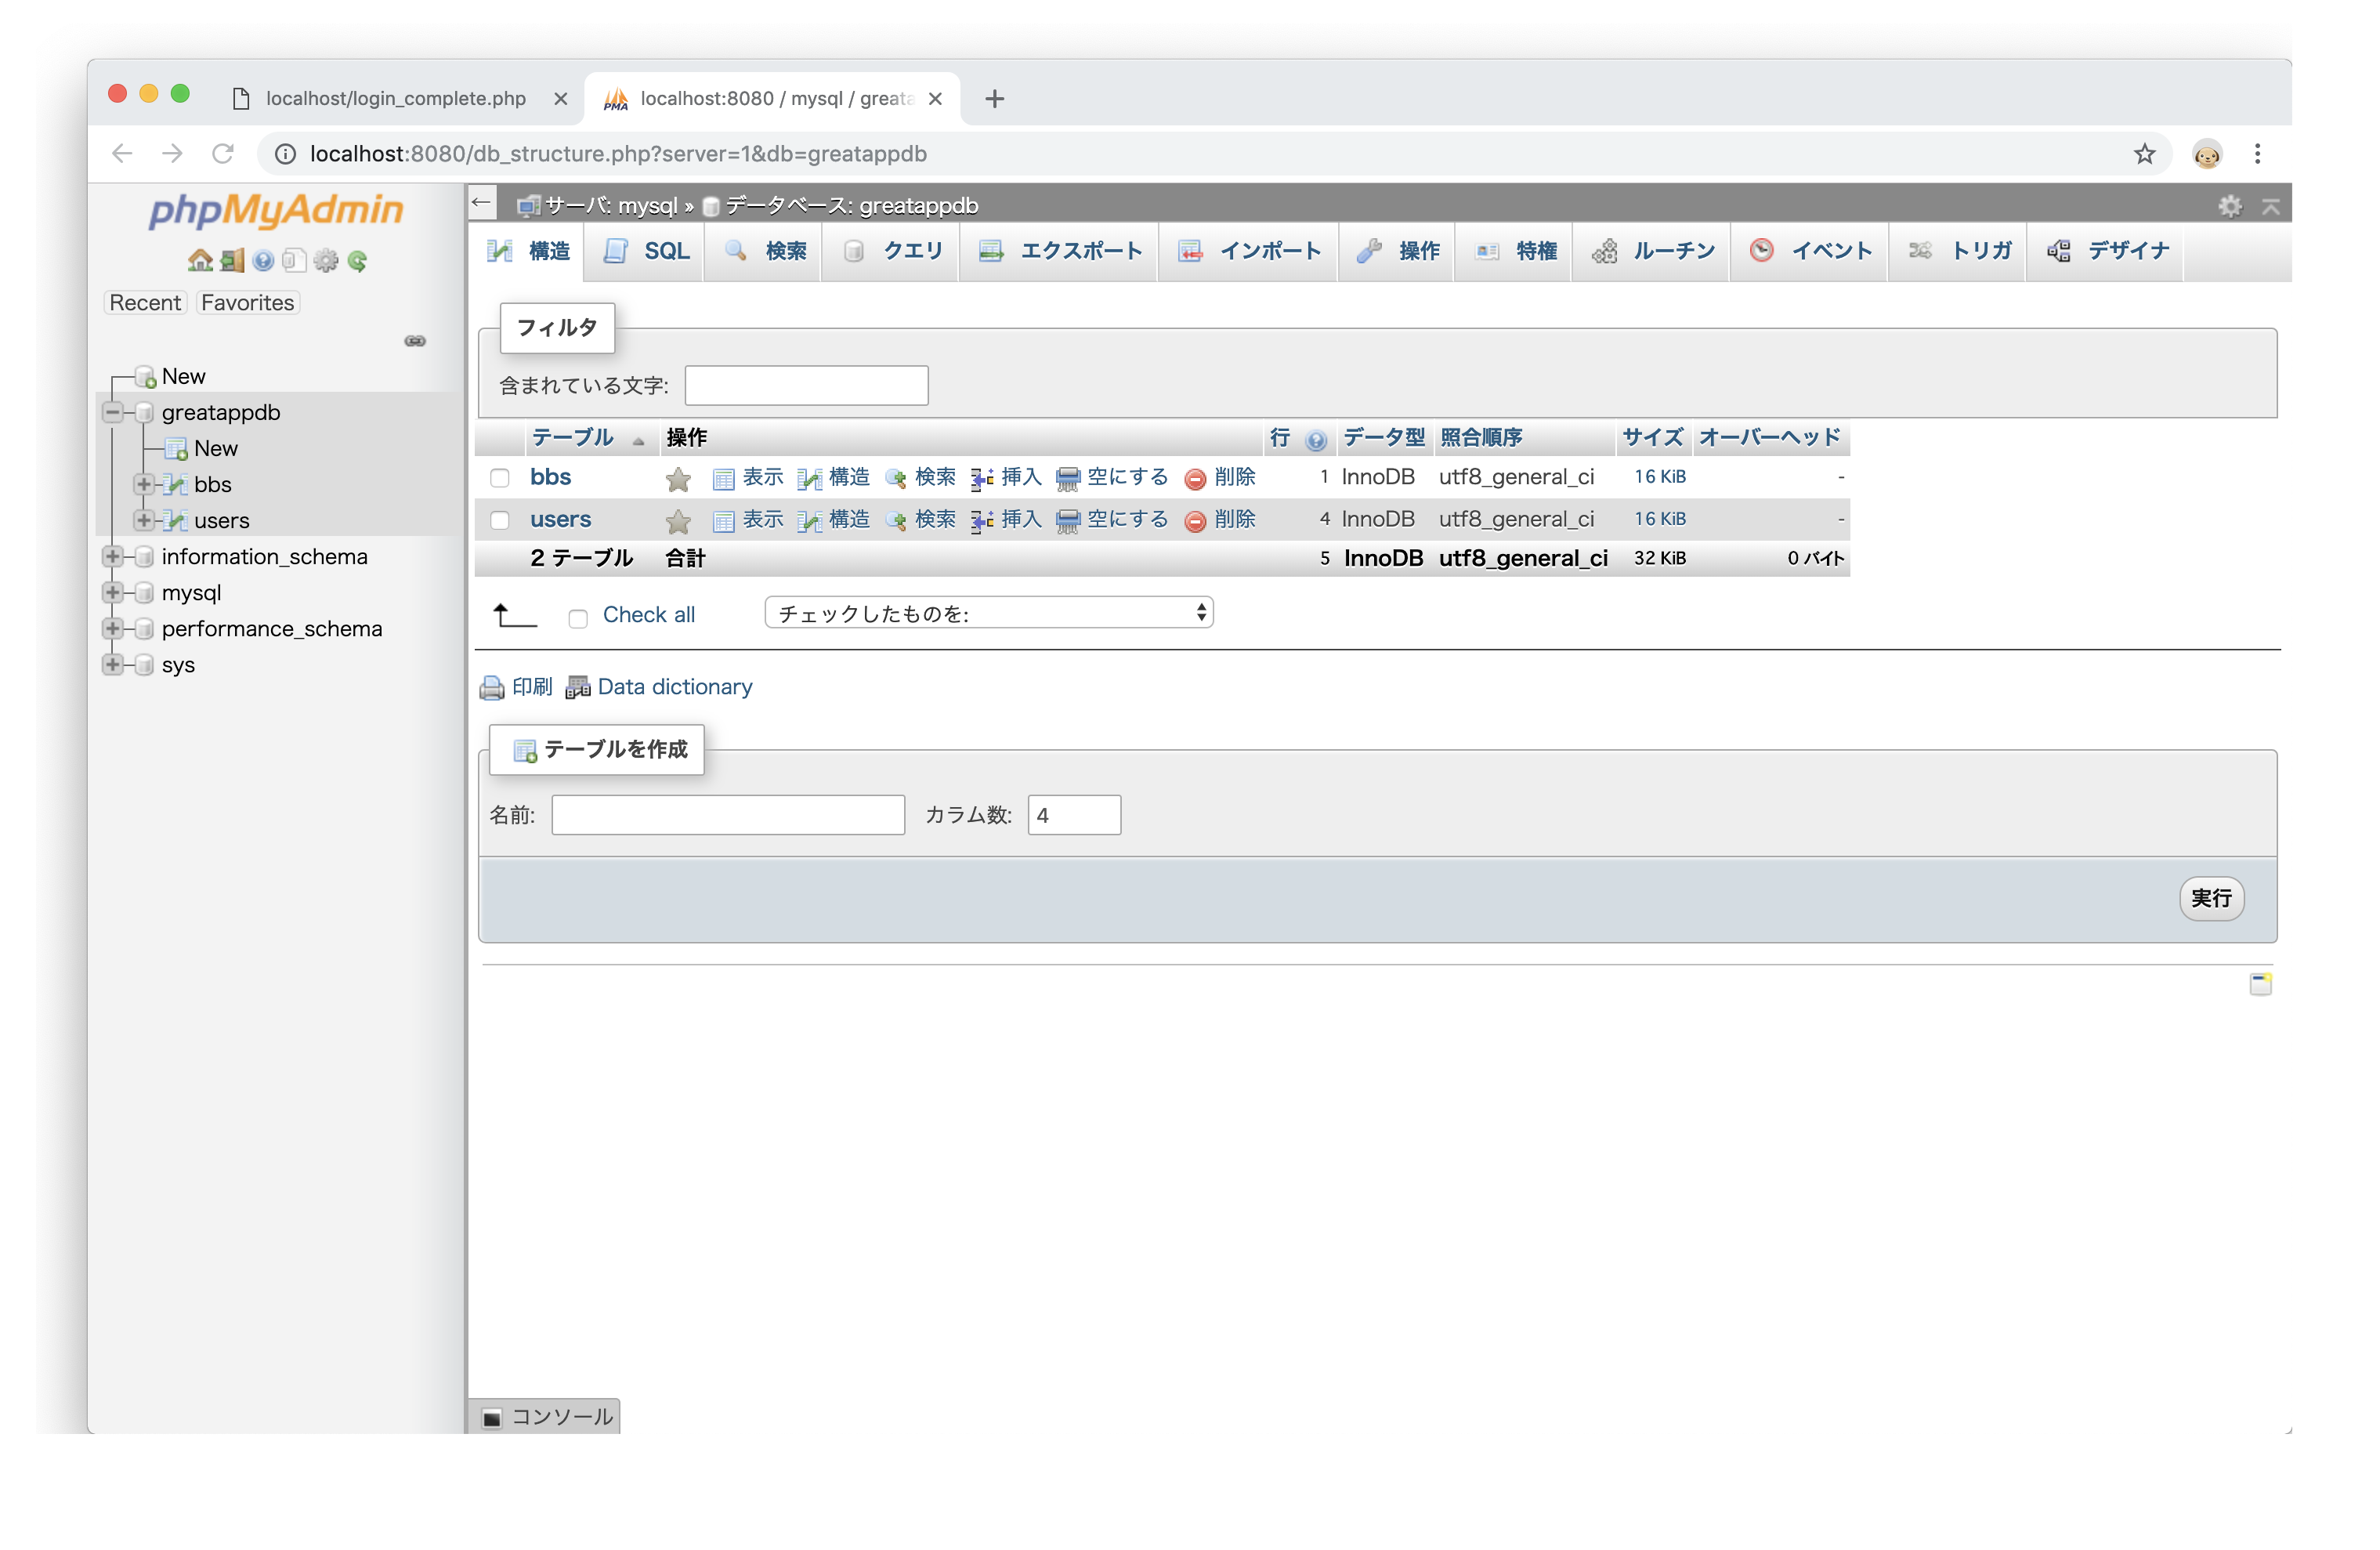 localhost/login_complete.php
localhost:8080 / mysql / greata
localhost:8080/db_structure.php?server=1&db=greatappdb
phpMyAdmin
Recent Favorites
New
greatappdb
New
bbs
users
information_schema
mysql
performance_schema
sys
サーバ: mysql » データベース: greatappdb
構造 SQL 検索 クエリ エクスポート インポート 操作 特権 ルーチン イベント トリガ デザイナ
フィルタ
含まれている文字:
テーブル 操作 行 データ型 照合順序 サイズ オーバーヘッド
bbs 表示 構造 検索 挿入 空にする 削除 1 InnoDB utf8_general_ci 16 KiB -
users 表示 構造 検索 挿入 空にする 削除 4 InnoDB utf8_general_ci 16 KiB -
2 テーブル 合計 5 InnoDB utf8_general_ci 32 KiB 0 バイト
Check all チェックしたものを:
印刷 Data dictionary
テーブルを作成
名前: カラム数: 4
実行
コンソール